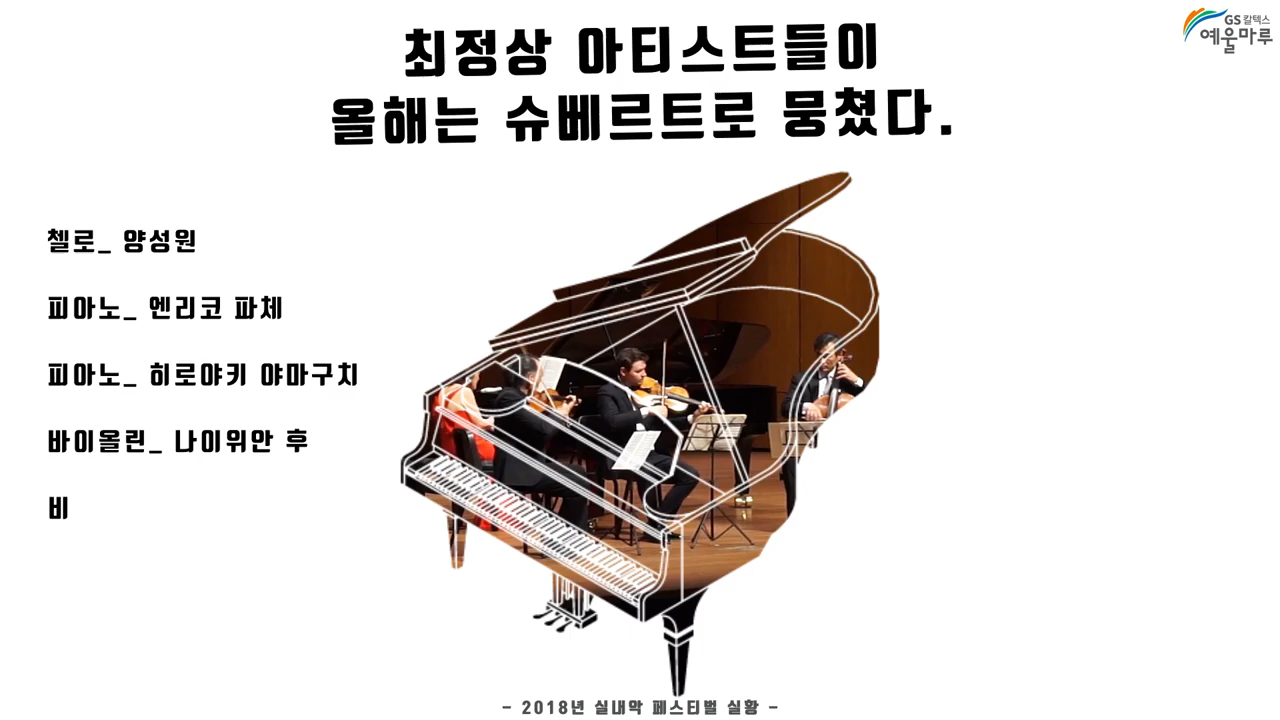 GS칼텍스
예울마루
최정상 아티스트들이
올해는 슈베르트로 뭉쳤다.
첼로_ 양성원
피아노_ 엔리코 파체
피아노_ 히로야키 야마구치
바이올린_ 나이위안 후
비
- 2018년 실내악 페스티벌 실황 -